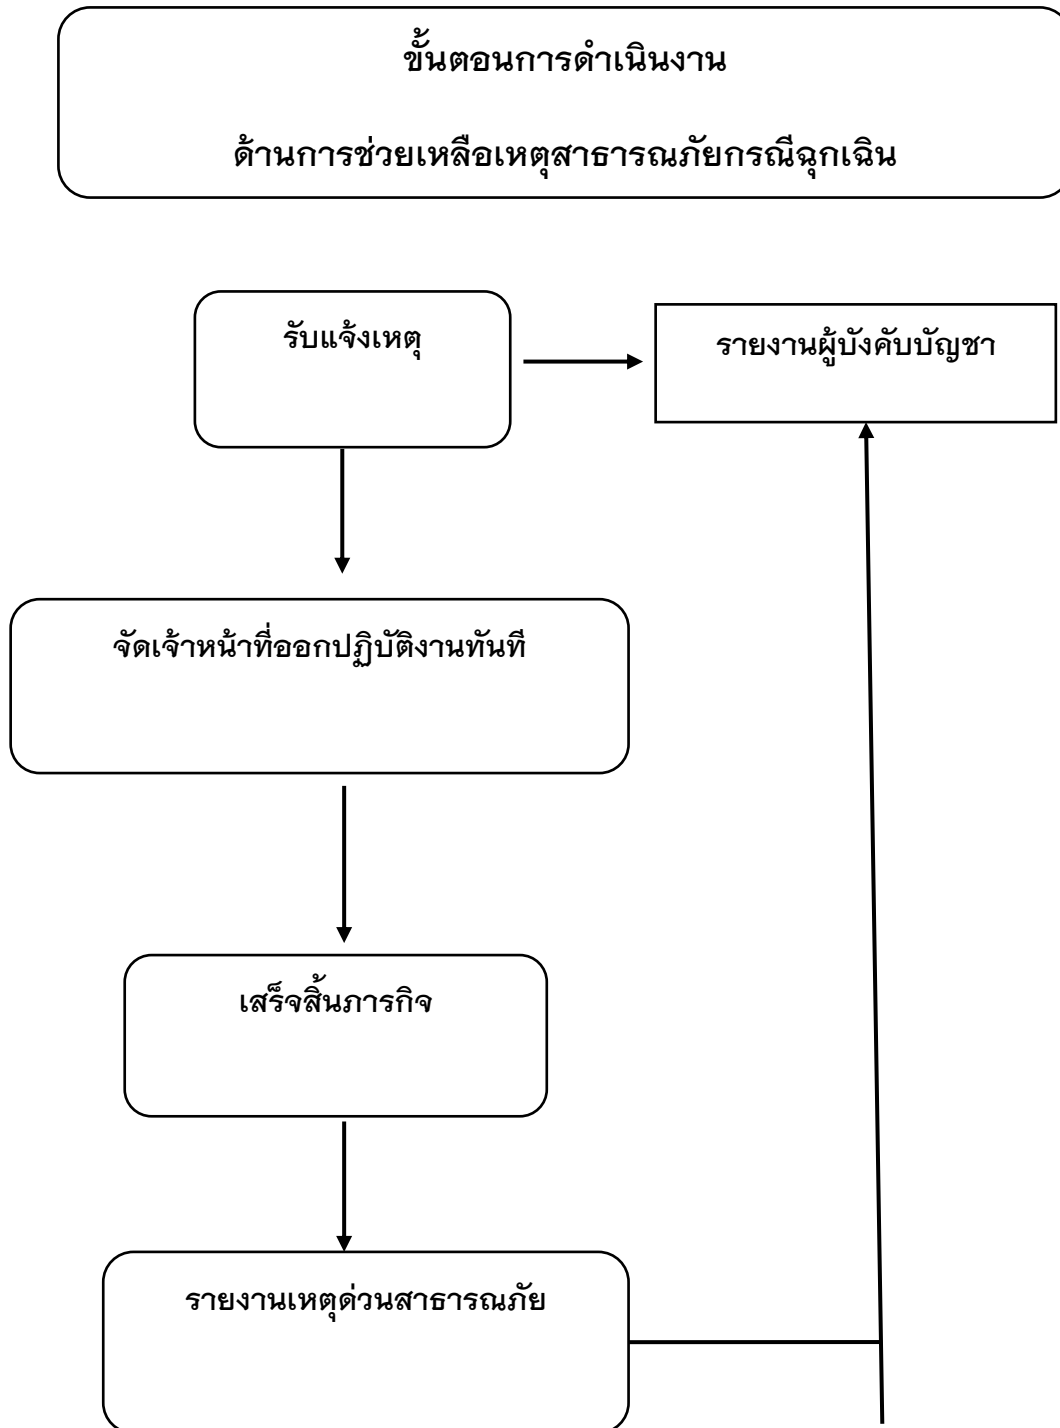 ขั้นตอนการดำเนินงาน
ด้านการช่วยเหลือเหตุสาธารณภัยกรณีฉุกเฉิน
รับแจ้งเหตุ
รายงานผู้บังคับบัญชา
จัดเจ้าหน้าที่ออกปฏิบัติงานทันที
เสร็จสิ้นภารกิจ
รายงานเหตุด่วนสาธารณภัย